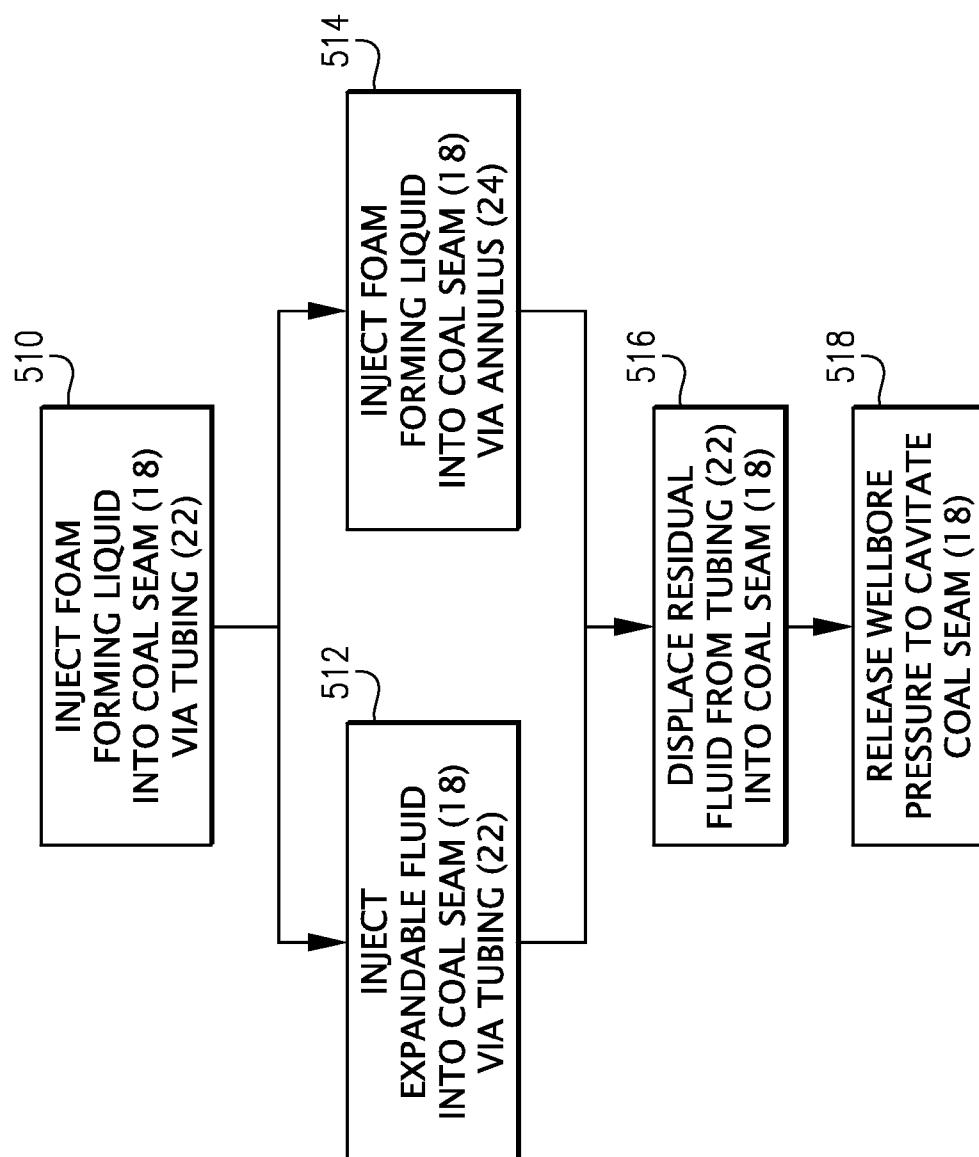 510
INJECT FOAM
FORMING LIQUID
INTO COAL SEAM (18)
VIA TUBING (22)
512
INJECT
EXPANDABLE FLUID
INTO COAL SEAM (18)
VIA TUBING (22)
514
INJECT FOAM
FORMING LIQUID
INTO COAL SEAM (18)
VIA ANNULUS (24)
516
DISPLACE RESIDUAL
FLUID FROM TUBING (22)
INTO COAL SEAM (18)
518
RELEASE WELLBORE
PRESSURE TO CAVITATE
COAL SEAM (18)